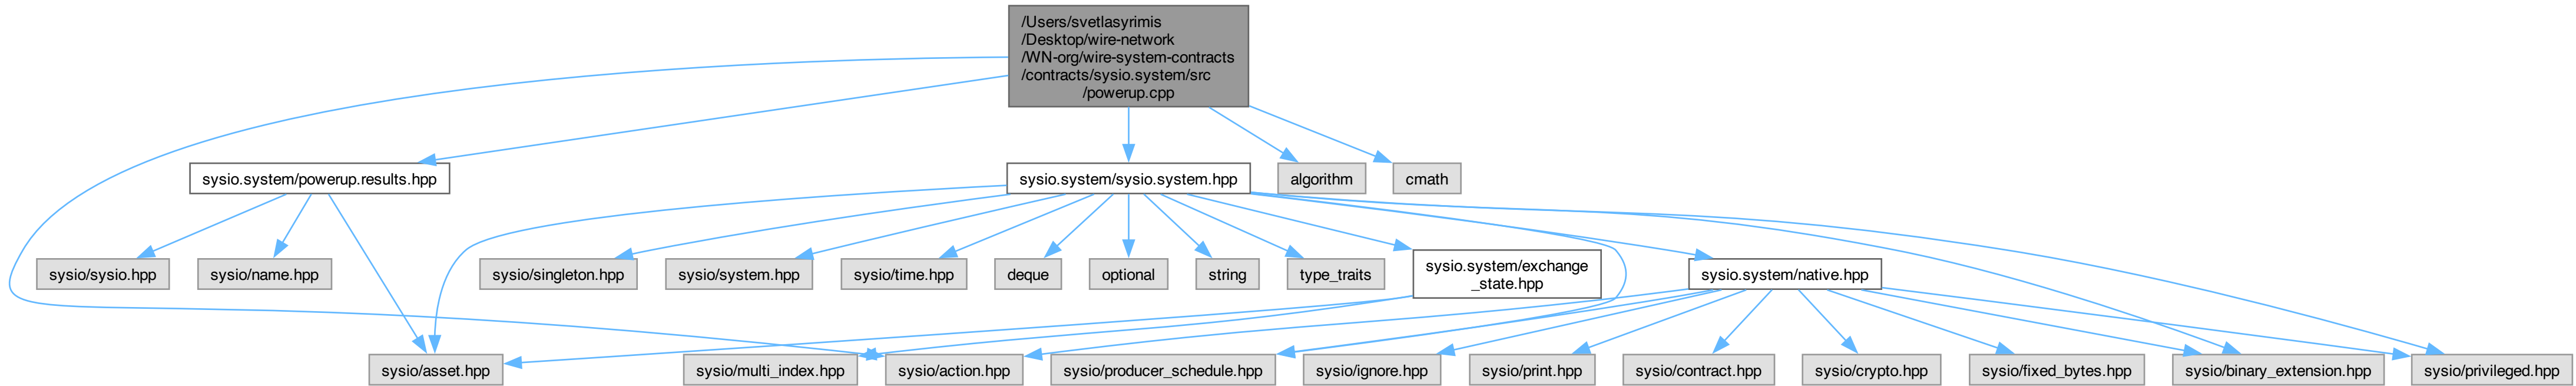 /Users/svetlasyrimis
/Desktop/wire-network
/WN-org/wire-system-contracts
/contracts/sysio.system/src
/powerup.cpp
sysio.system/powerup.results.hpp
sysio.system/sysio.system.hpp
algorithm
cmath
sysio/sysio.hpp
sysio/name.hpp
sysio/singleton.hpp
sysio/system.hpp
sysio/time.hpp
deque
optional
string
type_traits
sysio.system/exchange
_state.hpp
sysio.system/native.hpp
sysio/asset.hpp
sysio/multi_index.hpp
sysio/action.hpp
sysio/producer_schedule.hpp
sysio/ignore.hpp
sysio/print.hpp
sysio/contract.hpp
sysio/crypto.hpp
sysio/fixed_bytes.hpp
sysio/binary_extension.hpp
sysio/privileged.hpp